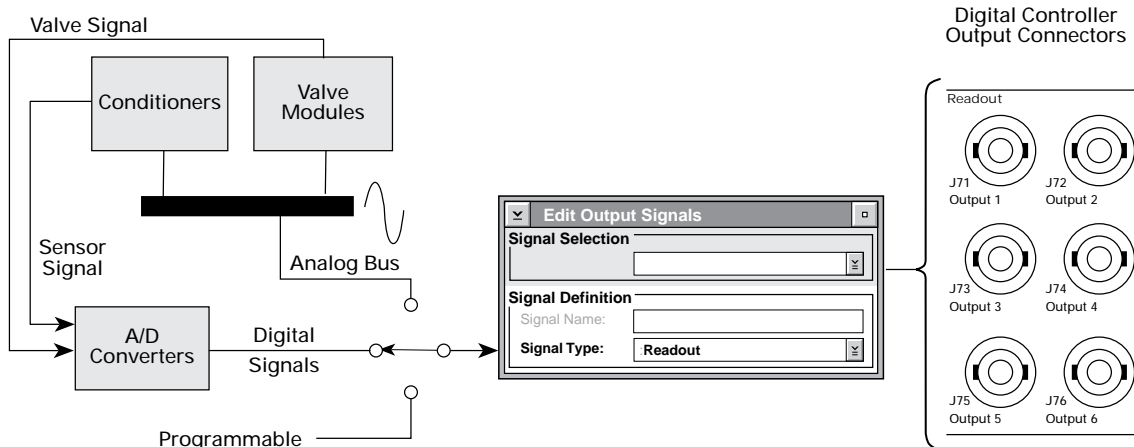 Valve Signal
Digital Controller
Output Connectors
Conditioners
Valve
Modules
Readout
J71
Output 1
J72
Output 2
Sensor
Signal
Analog Bus
Edit Output Signals
Signal Selection
J73
Output 3
J74
Output 4
Signal Definition
Signal Name:
Signal Type:
:Readout
A/D
Converters
Digital
Signals
J75
Output 5
J76
Output 6
Programmable